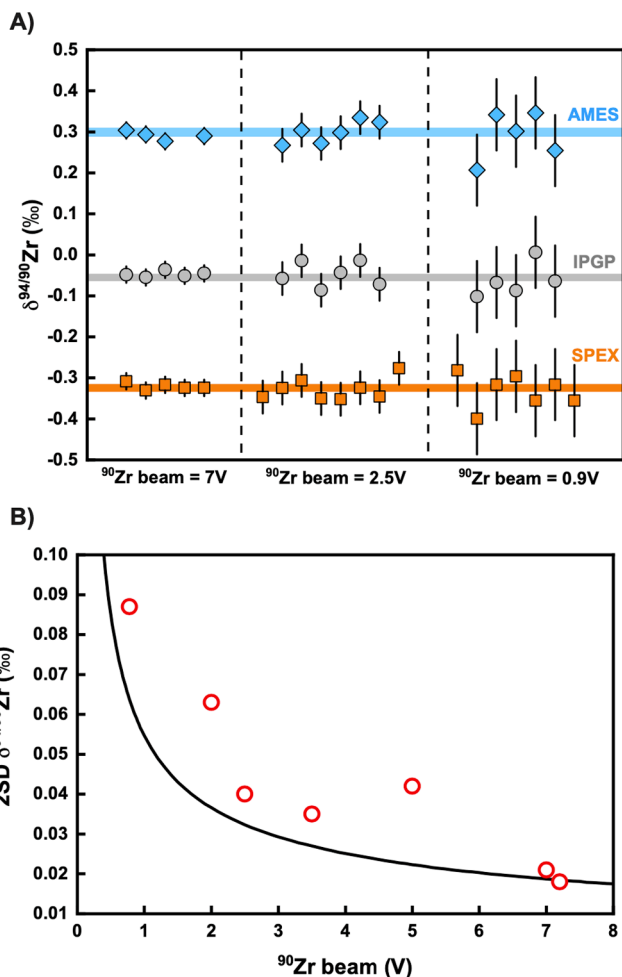 A)
0.5
0.4
0.3
0.2
0.1
0.0
-0.1
-0.2
-0.3
-0.4
-0.5
δ94/90Zr (‰)
AMES
IPGP
SPEX
90Zr beam = 7V
90Zr beam = 2.5V
90Zr beam = 0.9V
B)
0.10
0.09
0.08
0.07
0.06
0.05
0.04
0.03
0.02
0.01
2SD δ Zr (‰)
0 1 2 3 4 5 6 7 8
90Zr beam (V)